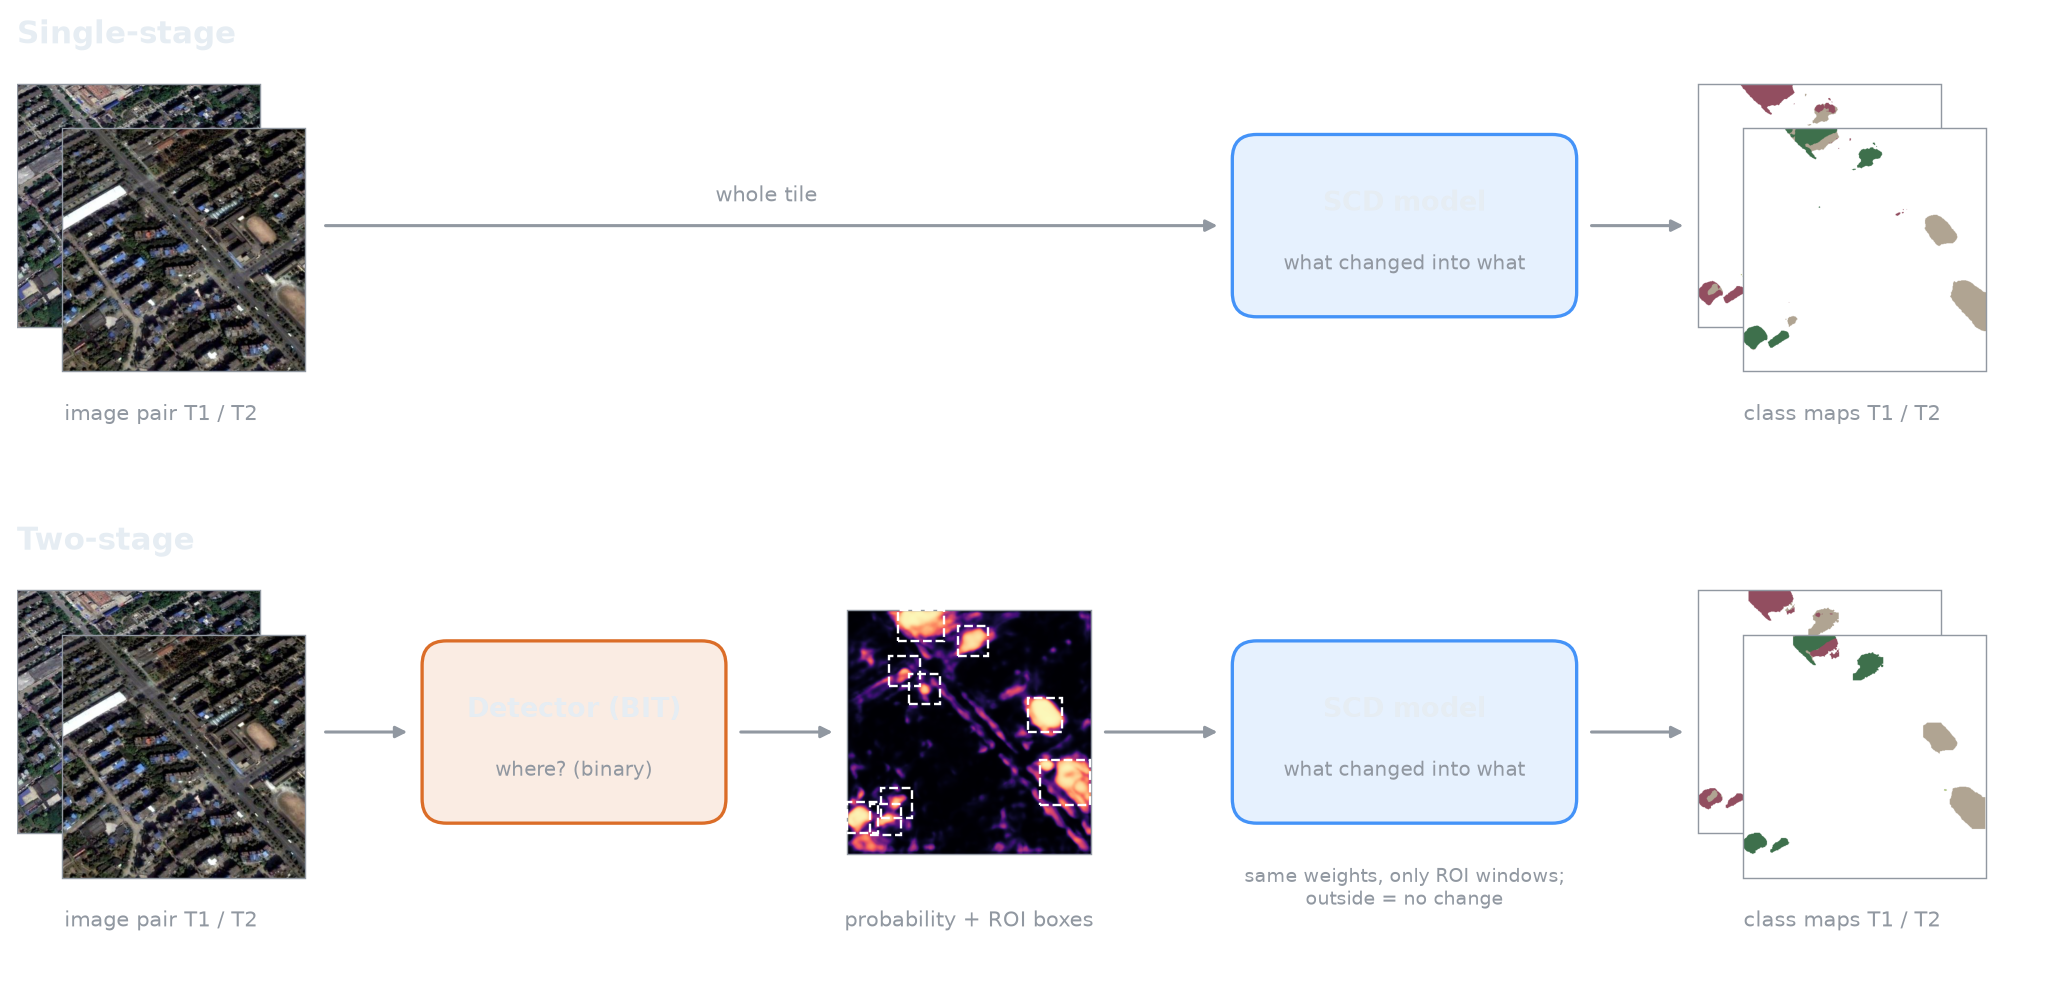 Single-stage
whole tile
SCD model
what changed into what
image pair T1 / T2
class maps T1 / T2
Two-stage
Detector (BIT)
where? (binary)
SCD model
what changed into what
same weights, only ROI windows;
outside = no change
image pair T1 / T2
probability + ROI boxes
class maps T1 / T2